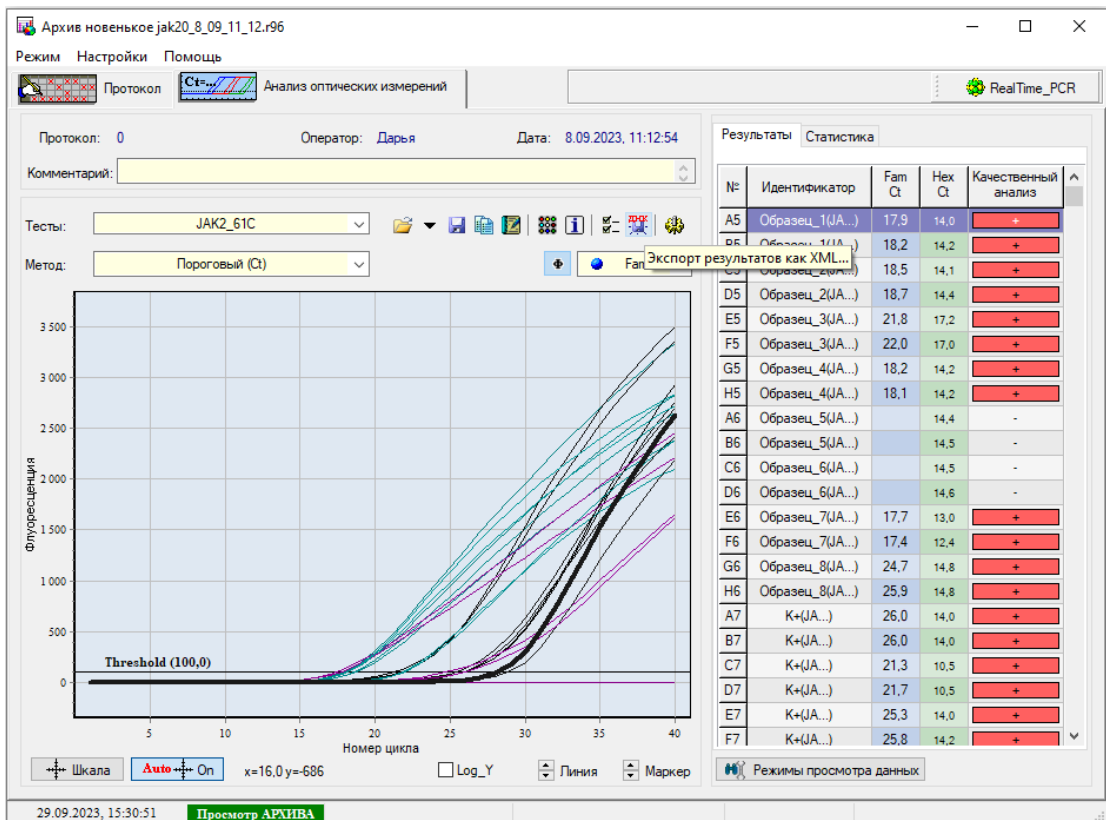 Архив новенькое jak20_8_09_11_12.r96
Режим Настройки Помощь
Протокол
Ct=..
Анализ оптических измерений
RealTime_PCR
Протокол: 0 Оператор: Дарья Дата: 8.09.2023, 11:12:54
Комментарий:
Тесты: JAK2_61C
Метод: Пороговый (Ct)
Ф Fam
Экспорт результатов как XML...
Флуоресценция
3 500
3 000
2 500
2 000
1 500
1 000
500
0
Threshold (100,0)
5 10 15 20 25 30 35 40
Номер цикла
Шкала Auto On x=16,0 y=-686 Log_Y Линия Маркер
Результаты Статистика
№ Идентификатор Fam Ct Hex Ct Качественный анализ
A5 Образец_1(JA...) 17,9 14,0 +
B5 Образец_1(JA...) 18,2 14,2 +
C5 Образец_2(JA...) 18,5 14,1 +
D5 Образец_2(JA...) 18,7 14,4 +
E5 Образец_3(JA...) 21,8 17,2 +
F5 Образец_3(JA...) 22,0 17,0 +
G5 Образец_4(JA...) 18,2 14,2 +
H5 Образец_4(JA...) 18,1 14,2 +
A6 Образец_5(JA...) 14,4 -
B6 Образец_5(JA...) 14,5 -
C6 Образец_6(JA...) 14,5 -
D6 Образец_6(JA...) 14,6 -
E6 Образец_7(JA...) 17,7 13,0 +
F6 Образец_7(JA...) 17,4 12,4 +
G6 Образец_8(JA...) 24,7 14,8 +
H6 Образец_8(JA...) 25,9 14,8 +
A7 K+(JA...) 26,0 14,0 +
B7 K+(JA...) 26,0 14,0 +
C7 K+(JA...) 21,3 10,5 +
D7 K+(JA...) 21,7 10,5 +
E7 K+(JA...) 25,3 14,0 +
F7 K+(JA...) 25,8 14,2 +
Режимы просмотра данных
29.09.2023, 15:30:51 Просмотр АРХИВА